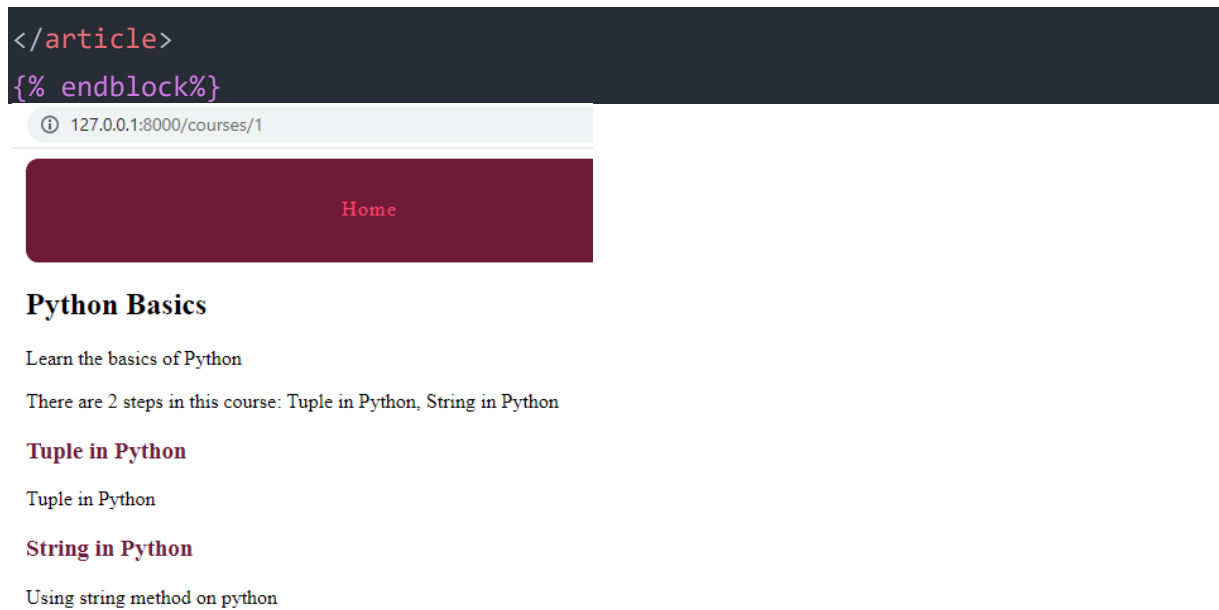 </article>
{% endblock%}
127.0.0.1:8000/courses/1
Home
Python Basics
Learn the basics of Python
There are 2 steps in this course: Tuple in Python, String in Python
Tuple in Python
Tuple in Python
String in Python
Using string method on python